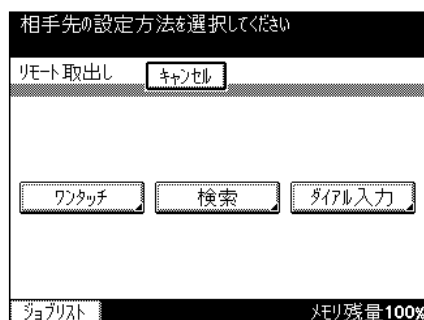 相手先の設定方法を選択してください
ﾘﾓｰﾄ取出し ｷｬﾝｾﾙ
ﾜﾝﾀｯﾁ 検索 ﾀﾞｲｱﾙ入力
ｼﾞｮﾌﾞﾘｽﾄ ﾒﾓﾘ残量100%